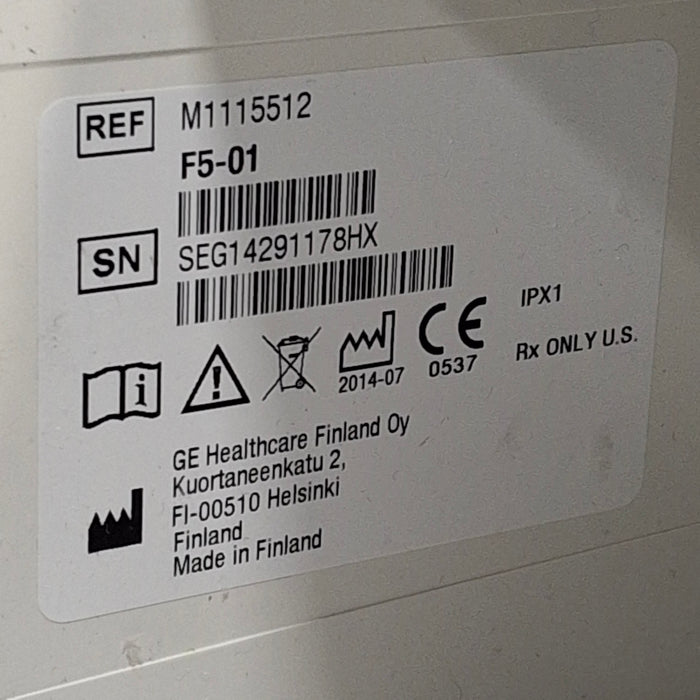 REF M1115512
F5-01
SN SEG14291178HX
IPX1
2014-07 CE 0537 Rx ONLY U.S.
GE Healthcare Finland Oy
Kuortaneenkatu 2,
FI-00510 Helsinki
Finland
Made in Finland